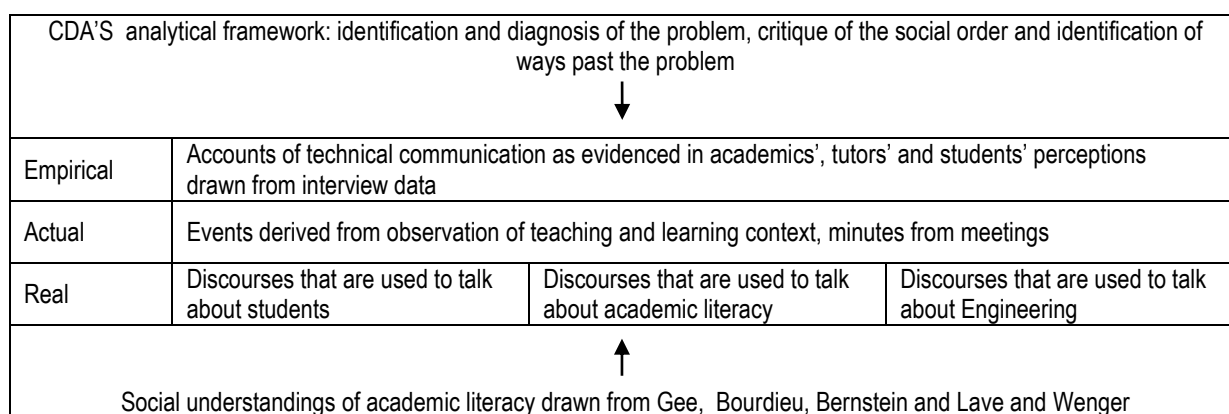 CDA'S analytical framework: identification and diagnosis of the problem, critique of the social order and identification of
ways past the problem
Empirical
Accounts of technical communication as evidenced in academics', tutors' and students' perceptions
drawn from interview data
Actual
Events derived from observation of teaching and learning context, minutes from meetings
Real
Discourses that are used to talk
about students
Discourses that are used to talk
about academic literacy
Discourses that are used to talk
about Engineering
Social understandings of academic literacy drawn from Gee, Bourdieu, Bernstein and Lave and Wenger